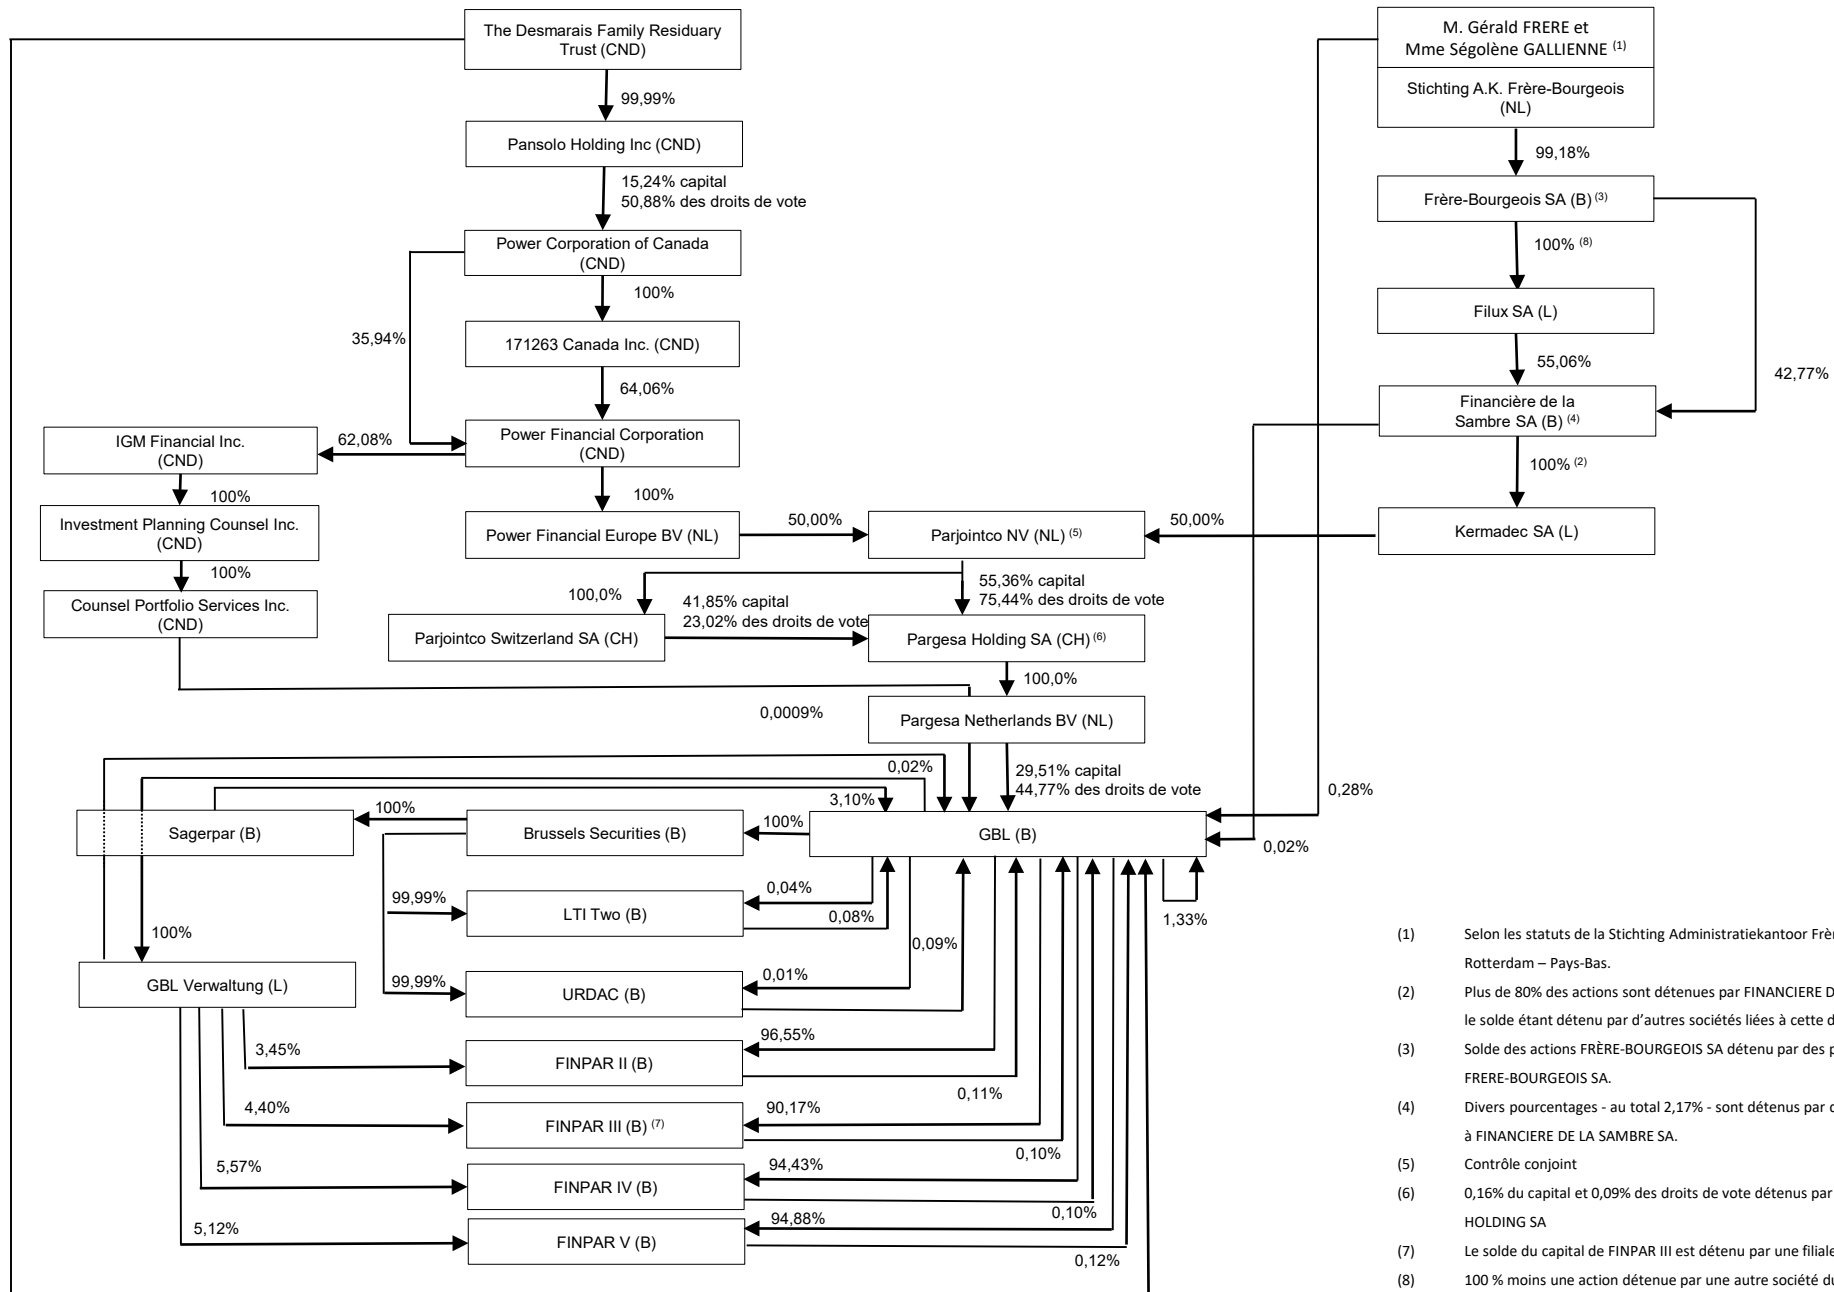 The Desmarais Family Residuary
Trust (CND)
99,99%
Pansolo Holding Inc (CND)
15,24% capital
50,88% des droits de vote
Power Corporation of Canada
(CND)
100%
35,94%
171263 Canada Inc. (CND)
64,06%
Power Financial Corporation
(CND)
62,08%
IGM Financial Inc.
(CND)
100%
Investment Planning Counsel Inc.
(CND)
100%
Counsel Portfolio Services Inc.
(CND)
100%
Power Financial Europe BV (NL)
50,00%
Parjointco NV (NL) (5)
50,00%
M. Gérald FRERE et
Mme Ségolène GALLIENNE (1)
Stichting A.K. Frère-Bourgeois
(NL)
99,18%
Frère-Bourgeois SA (B) (3)
100% (8)
Filux SA (L)
55,06%
42,77%
Financière de la
Sambre SA (B) (4)
100% (2)
Kermadec SA (L)
100,0%
55,36% capital
75,44% des droits de vote
41,85% capital
23,02% des droits de vote
Parjointco Switzerland SA (CH)
Pargesa Holding SA (CH) (6)
100,0%
0,0009%
Pargesa Netherlands BV (NL)
0,02%
29,51% capital
44,77% des droits de vote
0,28%
3,10%
100%
Sagerpar (B)
Brussels Securities (B)
100%
GBL (B)
0,02%
99,99%
0,04%
LTI Two (B)
0,08%
1,33%
100%
0,09%
GBL Verwaltung (L)
99,99%
0,01%
URDAC (B)
3,45%
96,55%
FINPAR II (B)
0,11%
4,40%
90,17%
FINPAR III (B) (7)
0,10%
5,57%
94,43%
FINPAR IV (B)
0,10%
5,12%
94,88%
FINPAR V (B)
0,12%
(1) Selon les statuts de la Stichting Administratiekantoor Frè
Rotterdam – Pays-Bas.
(2) Plus de 80% des actions sont détenues par FINANCIERE D
le solde étant détenu par d'autres sociétés liées à cette d
(3) Solde des actions FRÈRE-BOURGEOIS SA détenu par des p
FRERE-BOURGEOIS SA.
(4) Divers pourcentages - au total 2,17% - sont détenus par
à FINANCIERE DE LA SAMBRE SA.
(5) Contrôle conjoint
(6) 0,16% du capital et 0,09% des droits de vote détenus par
HOLDING SA
(7) Le solde du capital de FINPAR III est détenu par une filiale
(8) 100 % moins une action détenue par une autre société du